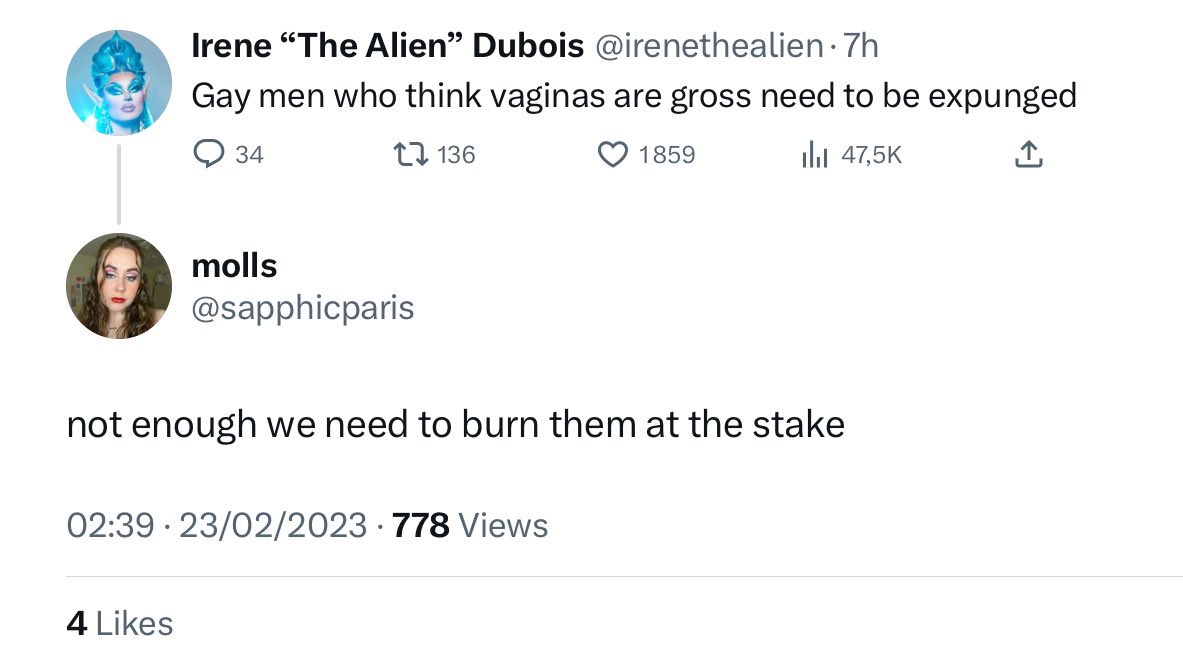 Irene “The Alien” Dubois @irenethealien · 7h
Gay men who think vaginas are gross need to be expunged
34 136 1 859 47,5K
molls
@sapphicparis
not enough we need to burn them at the stake
02:39 · 23/02/2023 · 778 Views
4 Likes